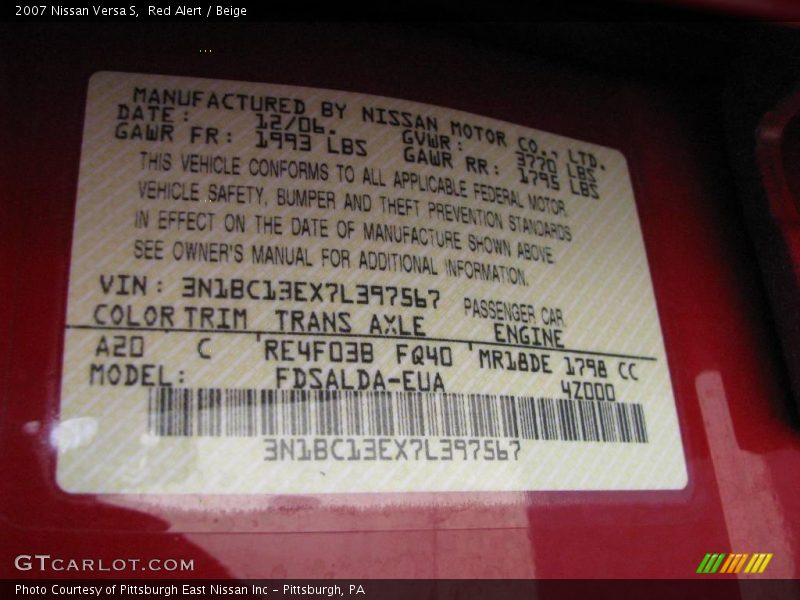 2007 Nissan Versa S, Red Alert / Beige
MANUFACTURED BY NISSAN MOTOR CO., LTD.
DATE: 12/06. GVWR: 3770 LBS
GAWR FR: 1993 LBS GAWR RR: 1795 LBS
THIS VEHICLE CONFORMS TO ALL APPLICABLE FEDERAL MOTOR
VEHICLE SAFETY, BUMPER AND THEFT PREVENTION STANDARDS
IN EFFECT ON THE DATE OF MANUFACTURE SHOWN ABOVE
SEE OWNER'S MANUAL FOR ADDITIONAL INFORMATION.
VIN: 3N1BC13EX7L397567 PASSENGER CAR
COLOR TRIM TRANS AXLE ENGINE
A20 C RE4F03B FQ40 MR18DE 1798 CC
MODEL: FDSALDA-EUA 4Z000
3N1BC13EX7L397567
GTCARLOT.COM
Photo Courtesy of Pittsburgh East Nissan Inc - Pittsburgh, PA